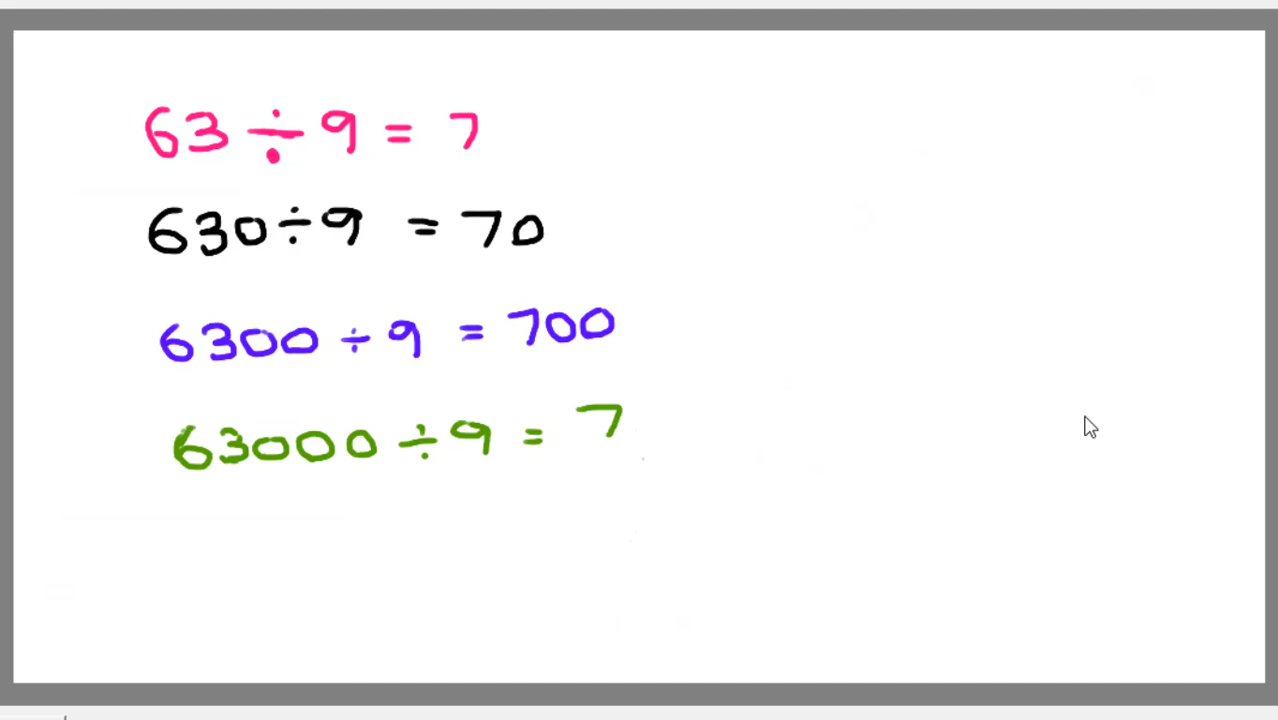 63 ÷ 9 = 7
630 ÷ 9 = 70
6300 ÷ 9 = 700
63000 ÷ 9 = 7